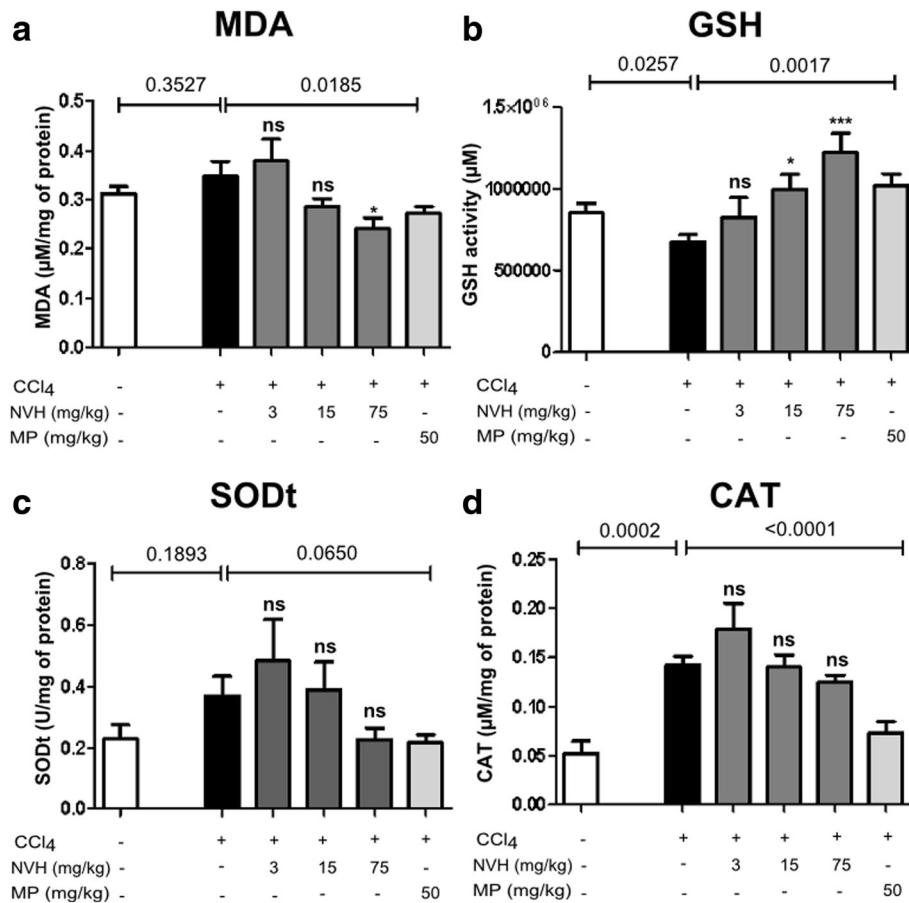 a MDA
0.3527 0.0185
MDA (µM/mg of protein)
0.5
0.4
0.3
0.2
0.1
0.0
ns
ns
*
CCl4 - + + + + +
NVH (mg/kg) - - 3 15 75 -
MP (mg/kg) - - - - - 50
b GSH
0.0257 0.0017
GSH activity (µM)
1.5×10^06
1000000
500000
0
ns
*
***
CCl4 - + + + + +
NVH (mg/kg) - - 3 15 75 -
MP (mg/kg) - - - - - 50
c SODt
0.1893 0.0650
SODt (U/mg of protein)
0.8
0.6
0.4
0.2
0.0
ns
ns
ns
CCl4 - + + + + +
NVH (mg/kg) - - 3 15 75 -
MP (mg/kg) - - - - - 50
d CAT
0.0002 <0.0001
CAT (µM/mg of protein)
0.25
0.20
0.15
0.10
0.05
0.00
ns
ns
ns
CCl4 - + + + + +
NVH (mg/kg) - - 3 15 75 -
MP (mg/kg) - - - - - 50